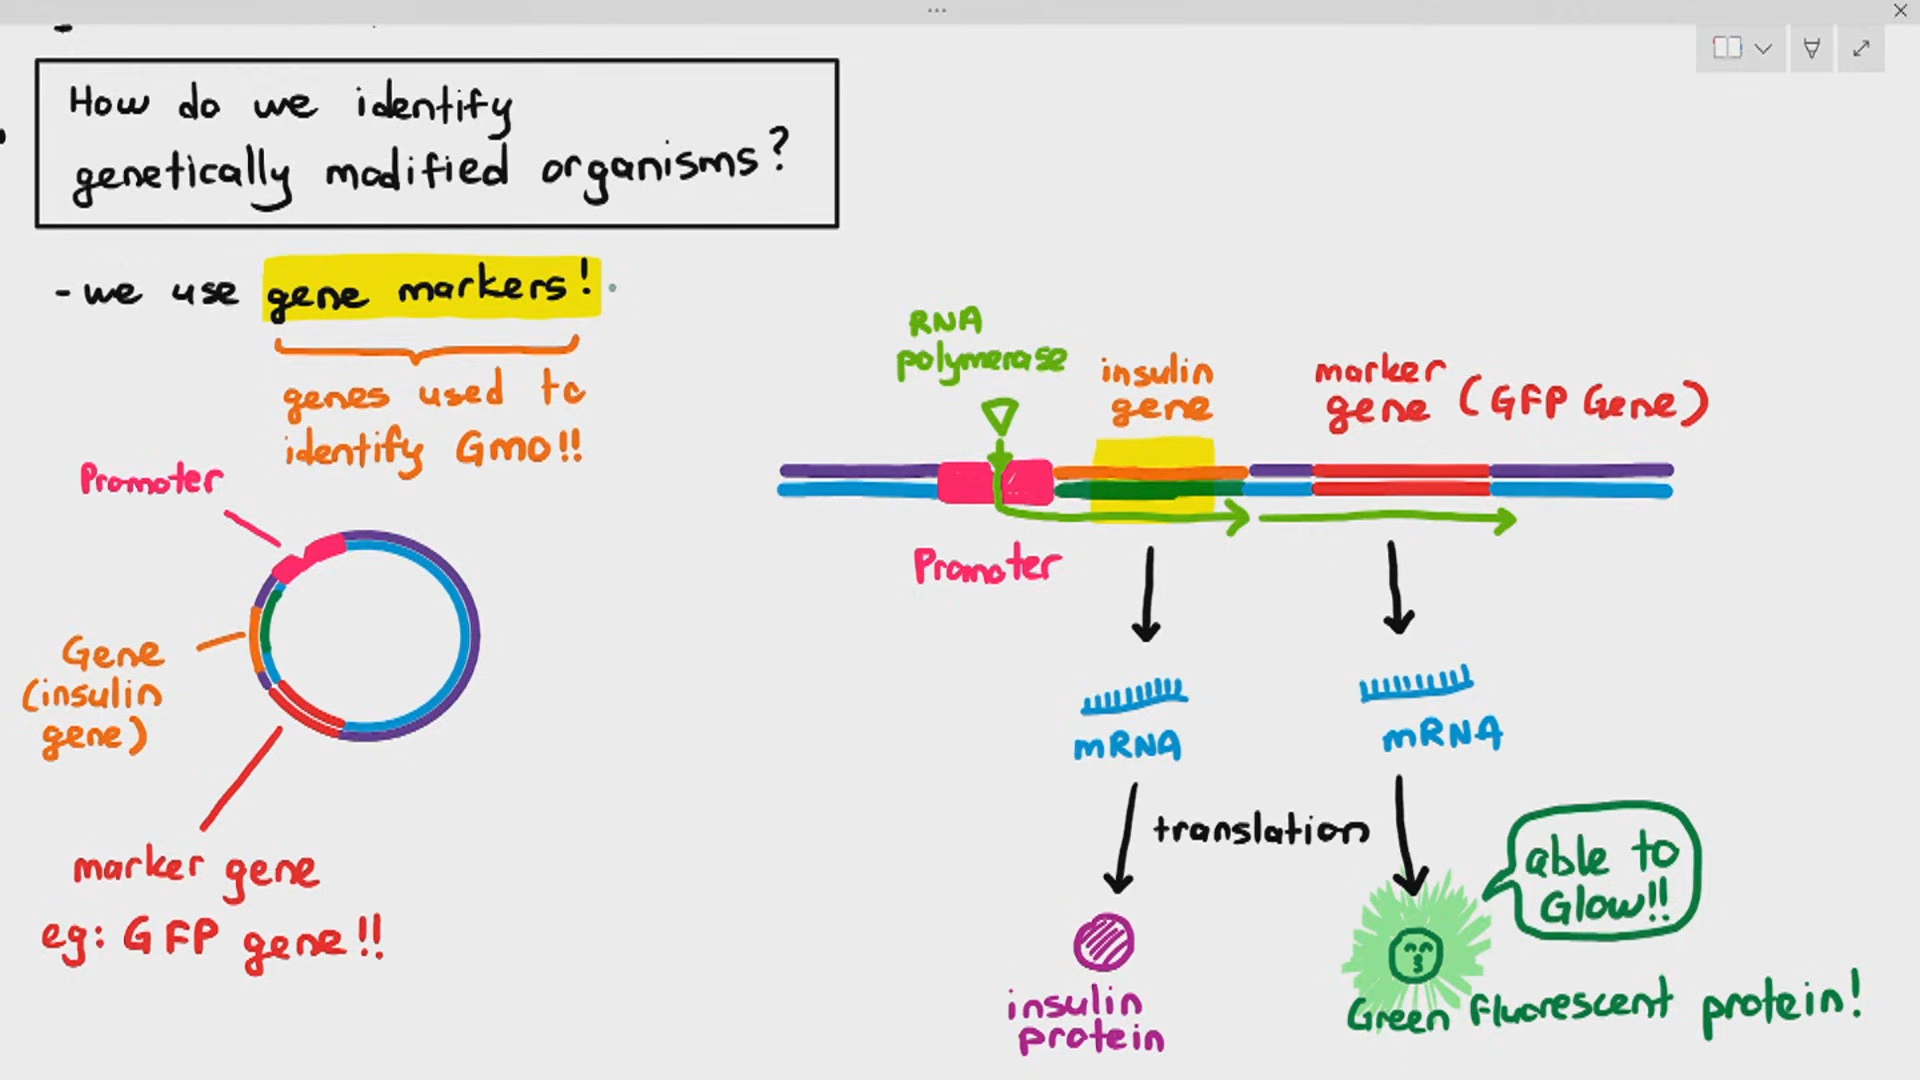 How do we identify
genetically modified organisms?
- we use gene markers!
genes used to
identify Gmo!!
Promoter
Gene
(insulin
gene)
marker gene
eg: GFP gene!!
RNA
polymerase
insulin
gene
marker
gene (GFP Gene)
Promoter
mRNA
mRNA
translation
able to
Glow!!
insulin
protein
Green Fluorescent protein!